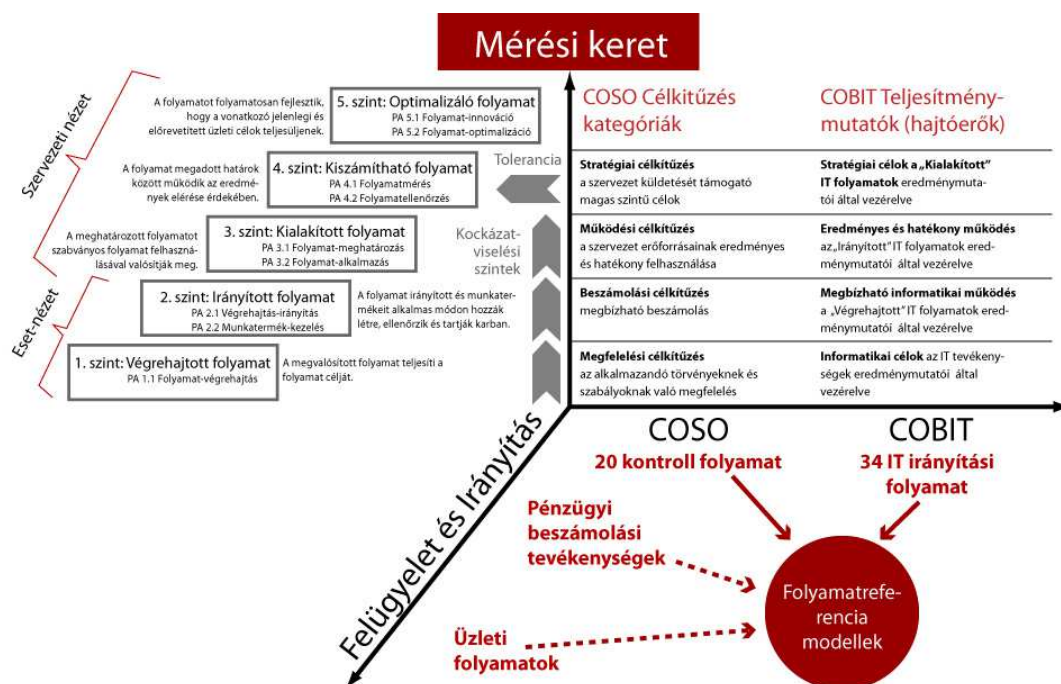 Mérési keret
Szervezeti nézet
A folyamatot folyamatosan fejlesztik,
hogy a vonatkozó jelenlegi és
előrevetített üzleti célok teljesüljenek.
5. szint: Optimalizáló folyamat
PA 5.1 Folyamat-innováció
PA 5.2 Folyamat-optimalizáció
A folyamat megadott határok
között működik az eredmé-
nyek elérése érdekében.
4. szint: Kiszámítható folyamat
PA 4.1 Folyamatmérés
PA 4.2 Folyamatellenőrzés
A meghatározott folyamatot
szabványos folyamat felhaszná-
lásával valósítják meg.
3. szint: Kialakított folyamat
PA 3.1 Folyamat-meghatározás
PA 3.2 Folyamat-alkalmazás
Eset-nézet
2. szint: Irányított folyamat
PA 2.1 Végrehajtás-irányítás
PA 2.2 Munkatermék-kezelés
A folyamat irányított és munkater-
mékeit alkalmas módon hozzák
létre, ellenőrzik és tartják karban.
1. szint: Végrehajtott folyamat
PA 1.1 Folyamat-végrehajtás
A megvalósított folyamat teljesíti a
folyamat célját.
Tolerancia
Kockázat-
viselési
szintek
COSO Célkitűzés
kategóriák
COBIT Teljesítmény-
mutatók (hajtóerők)
Stratégiai célkitűzés
a szervezet küldetését támogató
magas szintű célok
Stratégiai célok a „Kialakított”
IT folyamatok eredménymuta-
tói által vezérelve
Működési célkitűzés
a szervezet erőforrásainak eredményes
és hatékony felhasználása
Eredményes és hatékony működés
az„Irányított” IT folyamatok ered-
ménymutatói által vezérelve
Beszámolási célkitűzés
megbízható beszámolás
Megbízható informatikai működés
a „Végrehajtott” IT folyamatok ered-
ménymutatói által vezérelve
Megfelelési célkitűzés
az alkalmazandó törvényeknek és
szabályoknak való megfelelés
Informatikai célok az IT tevékeny-
ségek eredménymutatói által
vezérelve
Felügyelet és Irányítás
COSO
20 kontroll folyamat
COBIT
34 IT irányítási
folyamat
Pénzügyi
beszámolási
tevékenységek
Üzleti
folyamatok
Folyamatrefe-
rencia
modellek